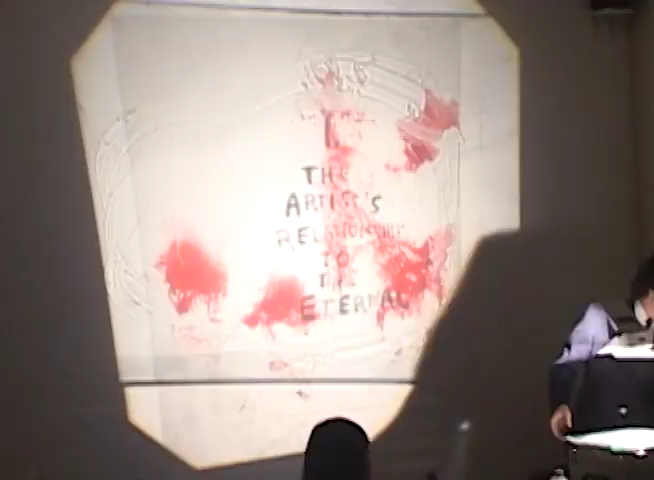 THE
ARTIST'S
RELATIONSHIP
TO
THE
ETERNAL